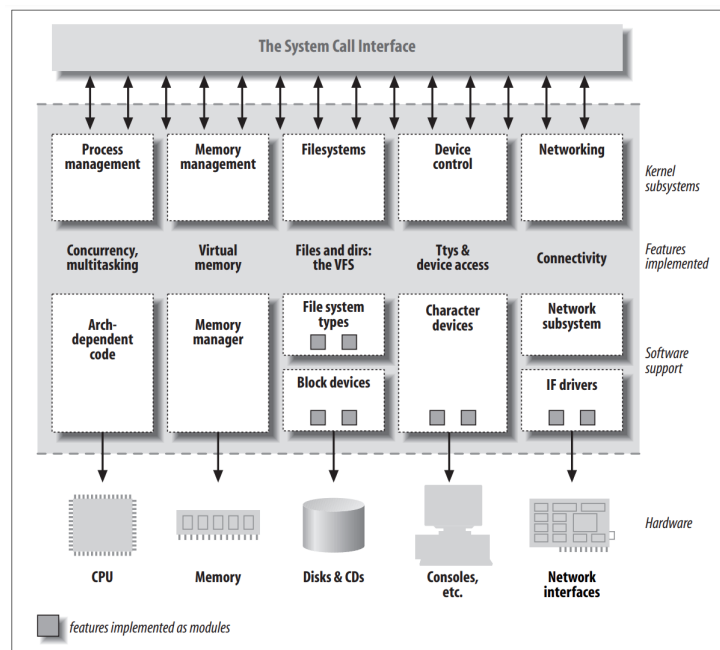 The System Call Interface
Process
management
Memory
management
Filesystems
Device
control
Networking
Kernel
subsystems
Concurrency,
multitasking
Virtual
memory
Files and dirs:
the VFS
Ttys &
device access
Connectivity
Features
implemented
Arch-
dependent
code
Memory
manager
File system
types
Block devices
Character
devices
Network
subsystem
IF drivers
Software
support
Hardware
CPU
Memory
Disks & CDs
Consoles,
etc.
Network
interfaces
features implemented as modules